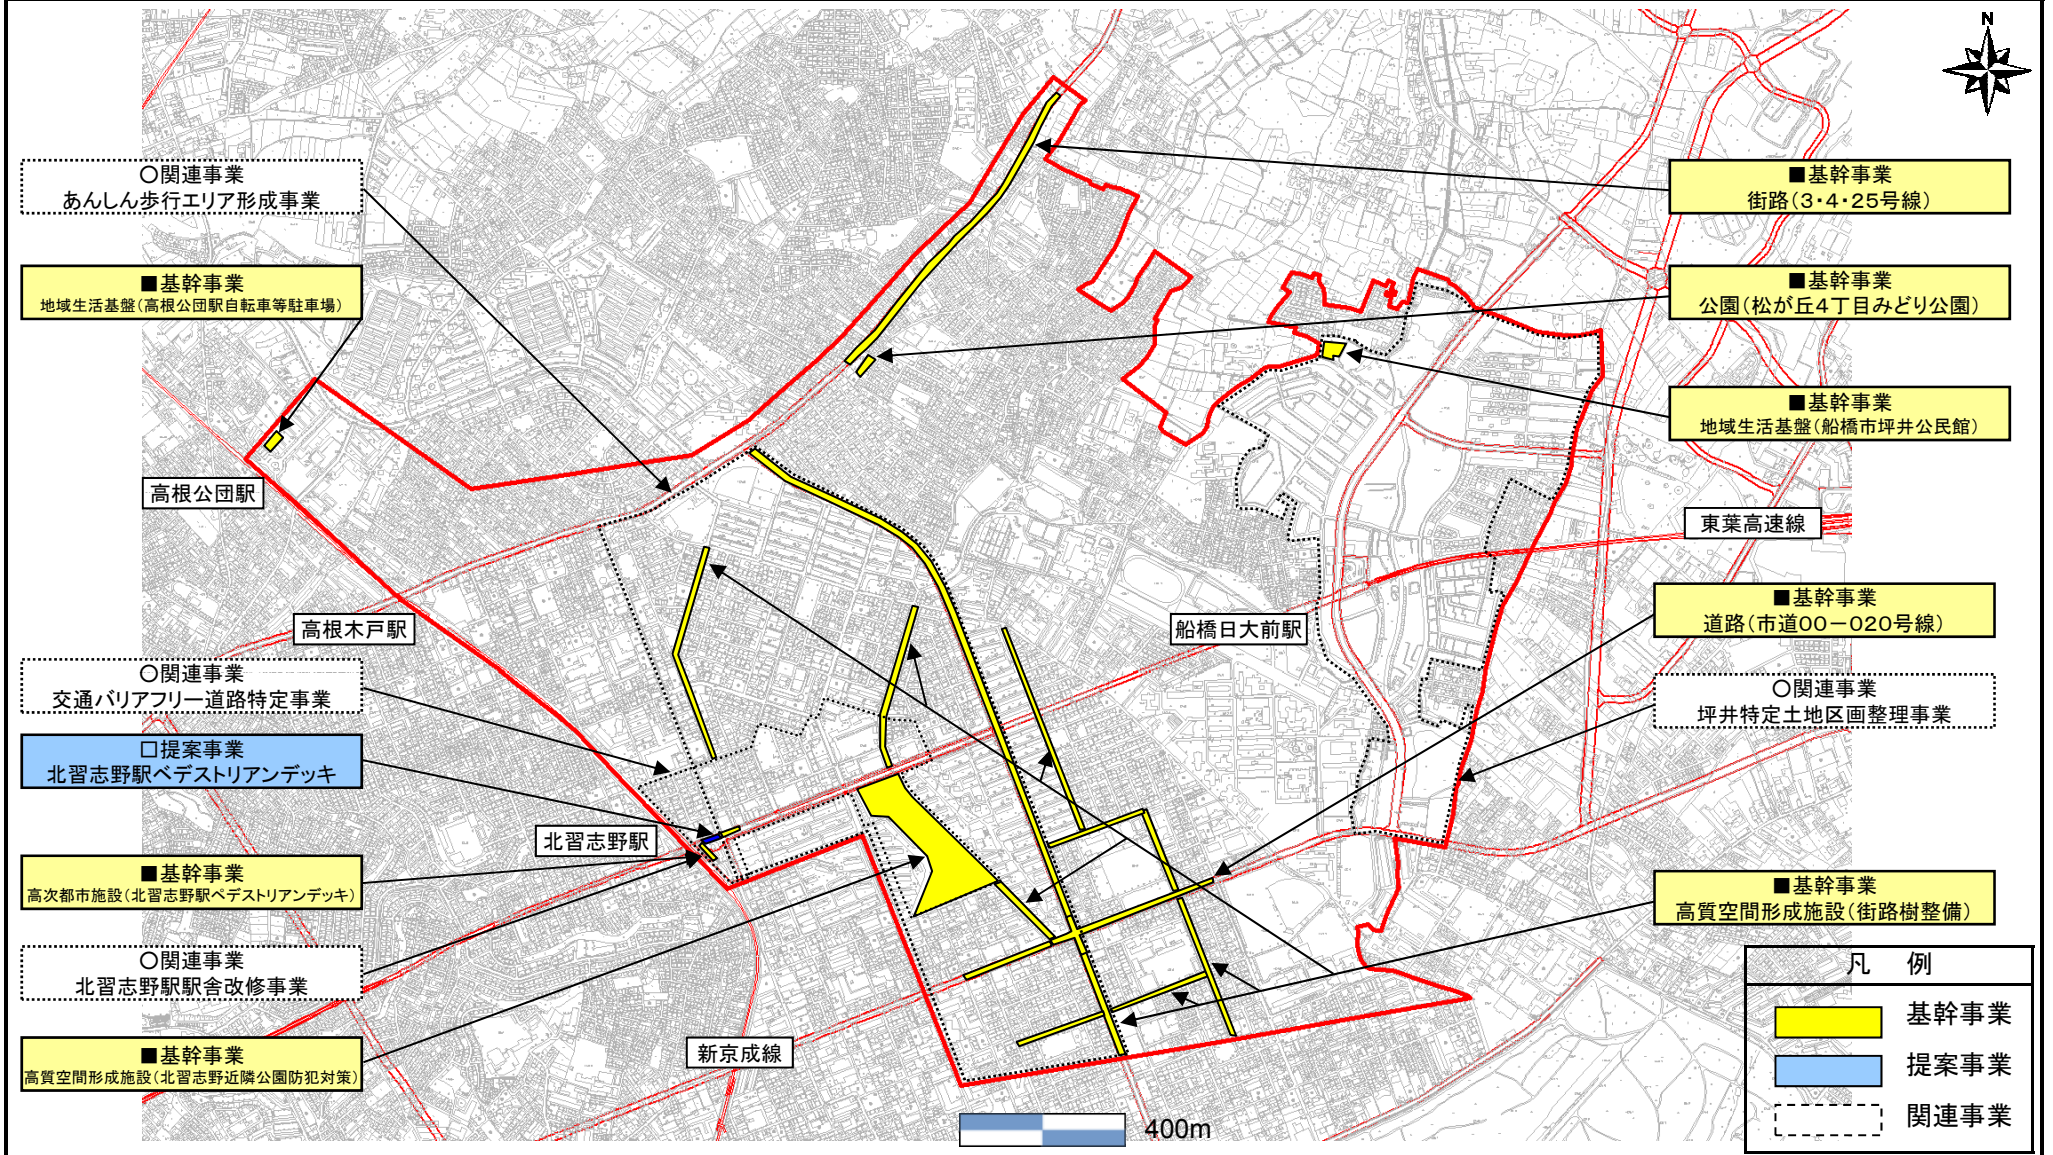 N
○関連事業
あんしん歩行エリア形成事業
■基幹事業
地域生活基盤(高根公団駅自転車等駐車場)
高根公団駅
高根木戸駅
○関連事業
交通バリアフリー道路特定事業
□提案事業
北習志野駅ペデストリアンデッキ
北習志野駅
■基幹事業
高次都市施設(北習志野駅ペデストリアンデッキ)
○関連事業
北習志野駅駅舎改修事業
■基幹事業
高質空間形成施設(北習志野近隣公園防犯対策)
新京成線
船橋日大前駅
400m
■基幹事業
街路(3・4・25号線)
■基幹事業
公園(松が丘4丁目みどり公園)
■基幹事業
地域生活基盤(船橋市坪井公民館)
東葉高速線
■基幹事業
道路(市道00-020号線)
○関連事業
坪井特定土地区画整理事業
■基幹事業
高質空間形成施設(街路樹整備)
凡 例
基幹事業
提案事業
関連事業